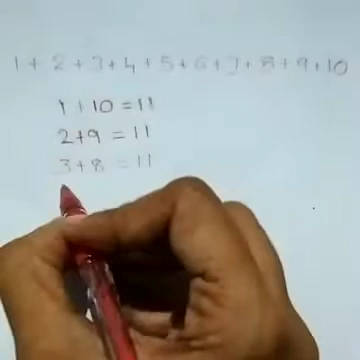 1 + 2 + 3 + 4 + 5 + 6 + 7 + 8 + 9 + 10
1 + 10 = 11
2 + 9 = 11
3 + 8 = 11